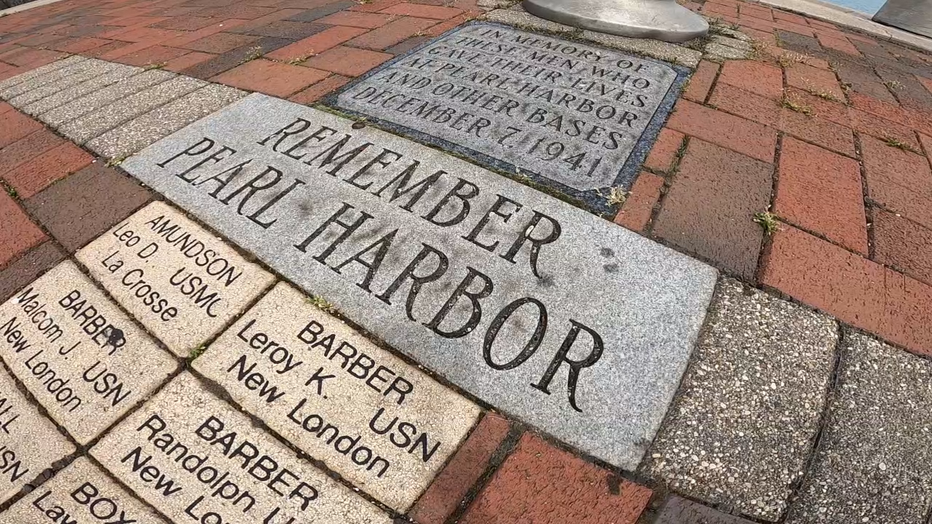 IN MEMORY OF
ALL SERVICEMEN WHO
GAVE THEIR LIVES
AT PEARL HARBOR
AND OTHER BASES
DECEMBER 7, 1941
REMEMBER
PEARL HARBOR
AMUNDSON
Leo D. USMC
La Crosse
BARBER
Malcom J. USN
New London
BARBER
Leroy K. USN
New London
BARBER
Randolph
New
BOX